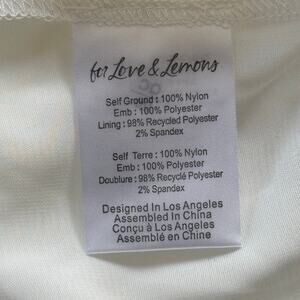 for Love & Lemons
Self Ground : 100% Nylon
Emb : 100% Polyester
Lining : 98% Recycled Polyester
2% Spandex
Self Terre : 100% Nylon
Emb : 100% Polyester
Doublure : 98% Recyclé Polyester
2% Spandex
Designed In Los Angeles
Assembled In China
Conçu à Los Angeles
Assemblé en Chine